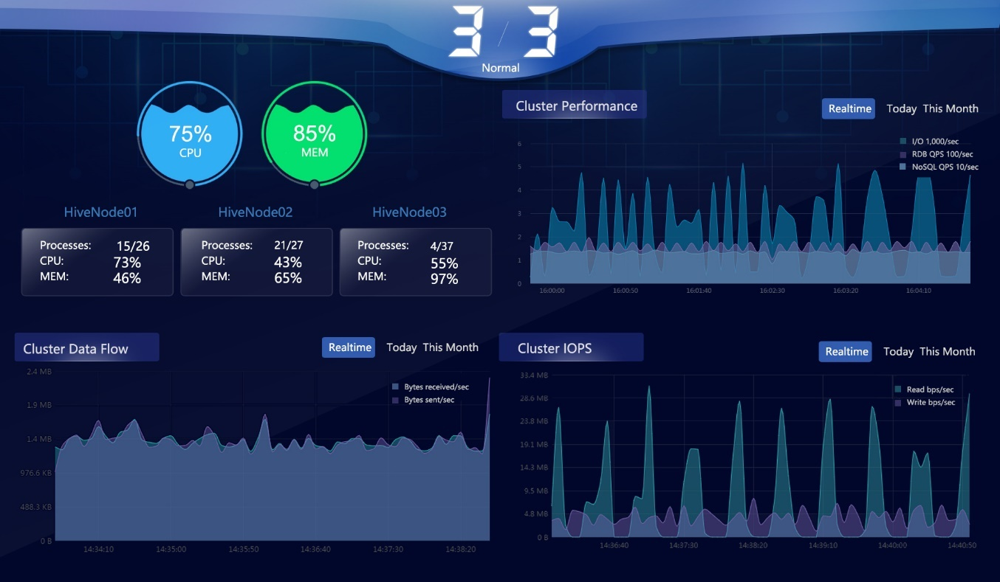 3 / 3
Normal
75%
CPU
85%
MEM
HiveNode01
Processes: 15/26
CPU: 73%
MEM: 46%
HiveNode02
Processes: 21/27
CPU: 43%
MEM: 65%
HiveNode03
Processes: 4/37
CPU: 55%
MEM: 97%
Cluster Performance
Realtime Today This Month
I/O 1,000/sec
RDB QPS 100/sec
NoSQL QPS 10/sec
6
5
4
3
2
1
0
16:00:00 16:00:50 16:01:40 16:02:30 16:03:20 16:04:10
Cluster Data Flow
Realtime Today This Month
Bytes received/sec
Bytes sent/sec
2.4 MB
1.9 MB
1.4 MB
976.6 KB
488.3 KB
0 B
14:34:10 14:35:00 14:35:50 14:36:40 14:37:30 14:38:20
Cluster IOPS
Realtime Today This Month
Read bps/sec
Write bps/sec
33.4 MB
28.6 MB
23.8 MB
19.1 MB
14.3 MB
9.5 MB
4.8 MB
0 B
14:36:40 14:37:30 14:38:20 14:39:10 14:40:00 14:40:50